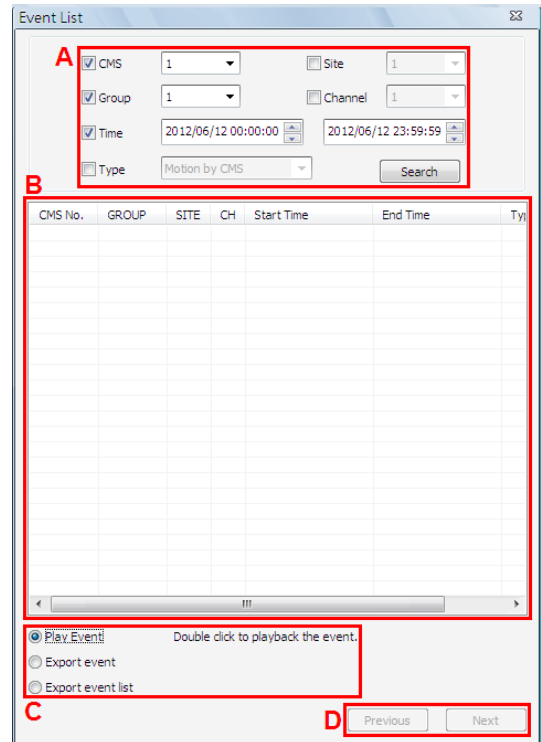 Event List
A CMS 1 Site 1
Group 1 Channel 1
Time 2012/06/12 00:00:00 2012/06/12 23:59:59
Type Motion by CMS Search
B
CMS No. GROUP SITE CH Start Time End Time Ty
Play Event Double click to playback the event.
Export event
Export event list
C D Previous Next